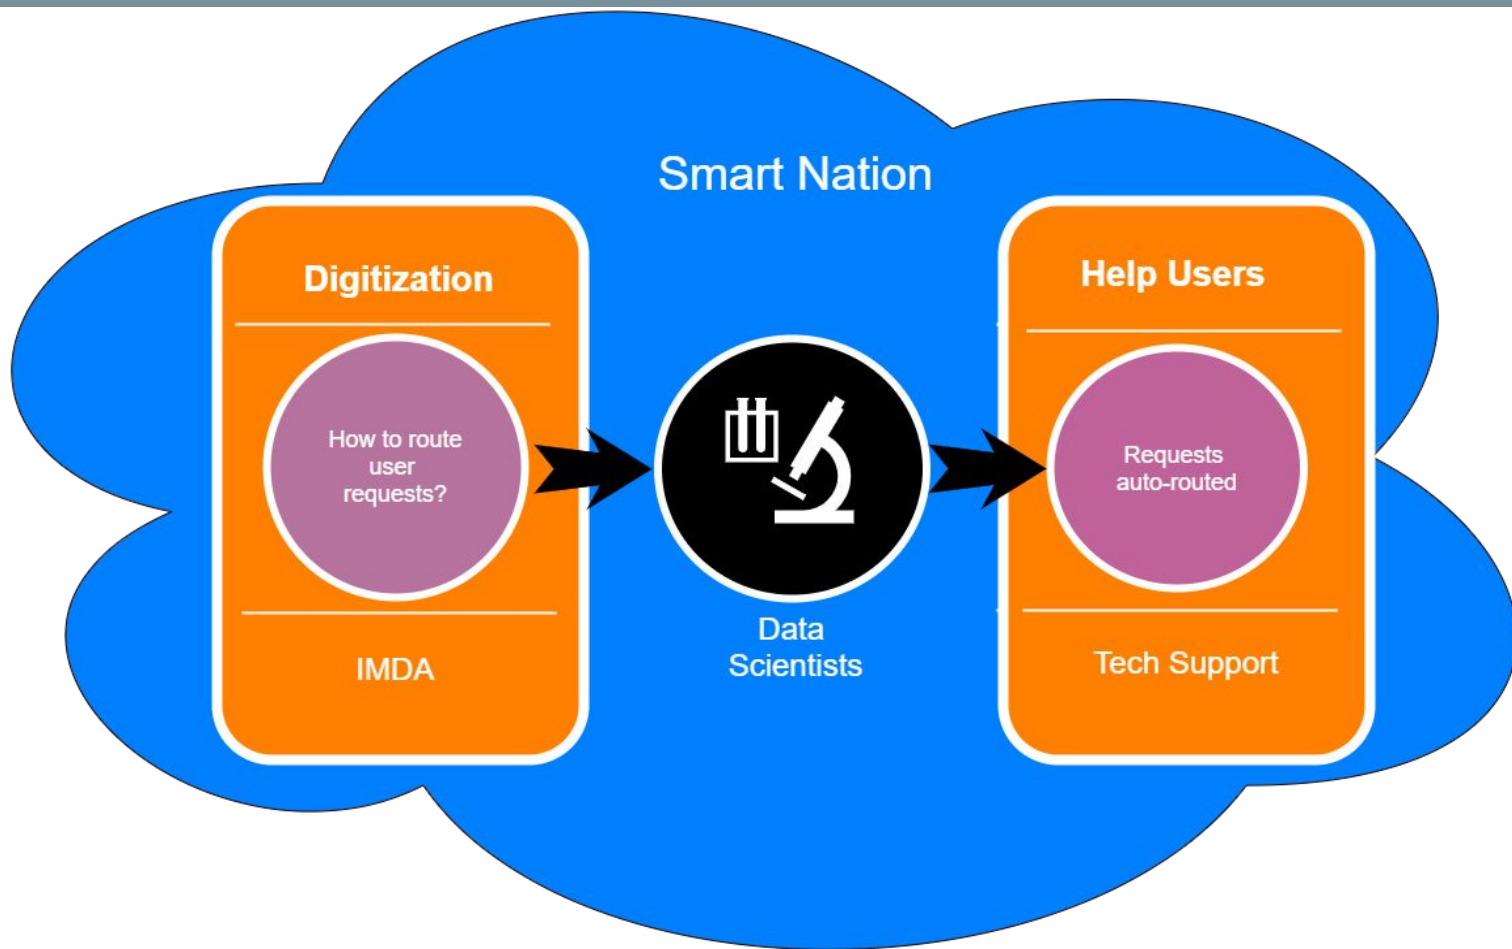 Smart Nation
Digitization
How to route
user
requests?
IMDA
Data
Scientists
Help Users
Requests
auto-routed
Tech Support